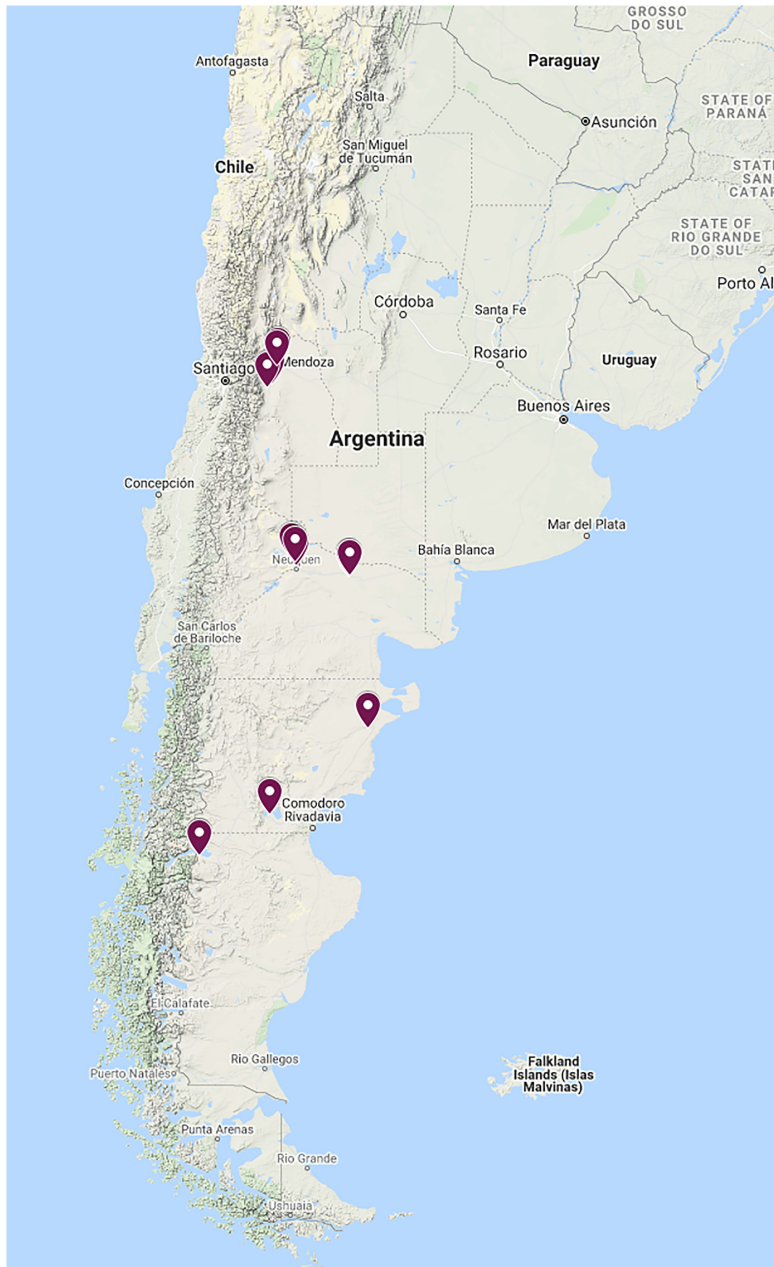 GROSSO
DO SUL
Antofagasta
Paraguay
Salta
STATE OF
PARANÁ
Asunción
San Miguel
de Tucumán
Chile
STATE
SAN
CATAR
STATE OF
RIO GRANDE
DO SUL
Porto Al
Córdoba
Santa Fe
Rosario
Uruguay
Mendoza
Santiago
Buenos Aires
Argentina
Concepción
Mar del Plata
Bahía Blanca
San Carlos
de Bariloche
Comodoro
Rivadavia
El Calafate
Rio Gallegos
Falkland
Islands (Islas
Malvinas)
Puerto Natales
Punta Arenas
Rio Grande
Ushuaia